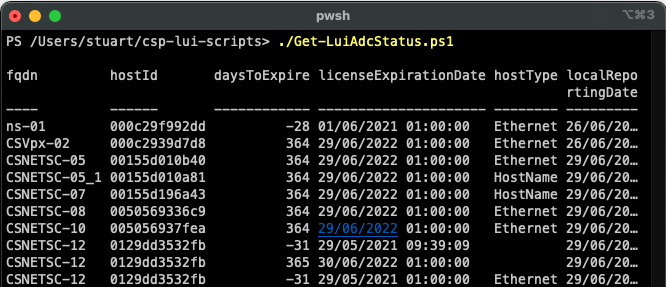 pwsh
⌥⌘3
PS /Users/stuart/csp-lui-scripts> ./Get-LuiAdcStatus.ps1
fqdn hostId daysToExpire licenseExpirationDate hostType localRepo
rtingDate
---- ------ ------------ --------------------- -------- ---------
ns-01 000c29f992dd -28 01/06/2021 01:00:00 Ethernet 26/06/20…
CSVpx-02 000c2939d7d8 364 29/06/2022 01:00:00 Ethernet 26/06/20…
CSNETSC-05 00155d010b40 364 29/06/2022 01:00:00 Ethernet 29/06/20…
CSNETSC-05_1 00155d010a81 364 29/06/2022 01:00:00 HostName 29/06/20…
CSNETSC-07 00155d196a43 364 29/06/2022 01:00:00 HostName 29/06/20…
CSNETSC-08 0050569336c9 364 29/06/2022 01:00:00 Ethernet 29/06/20…
CSNETSC-10 005056937fea 364 29/06/2022 01:00:00 Ethernet 29/06/20…
CSNETSC-12 0129dd3532fb -31 29/05/2021 09:39:09 29/06/20…
CSNETSC-12 0129dd3532fb 365 30/06/2022 01:00:00 29/06/20…
CSNETSC-12 0129dd3532fb -31 29/05/2021 01:00:00 Ethernet 29/06/20…